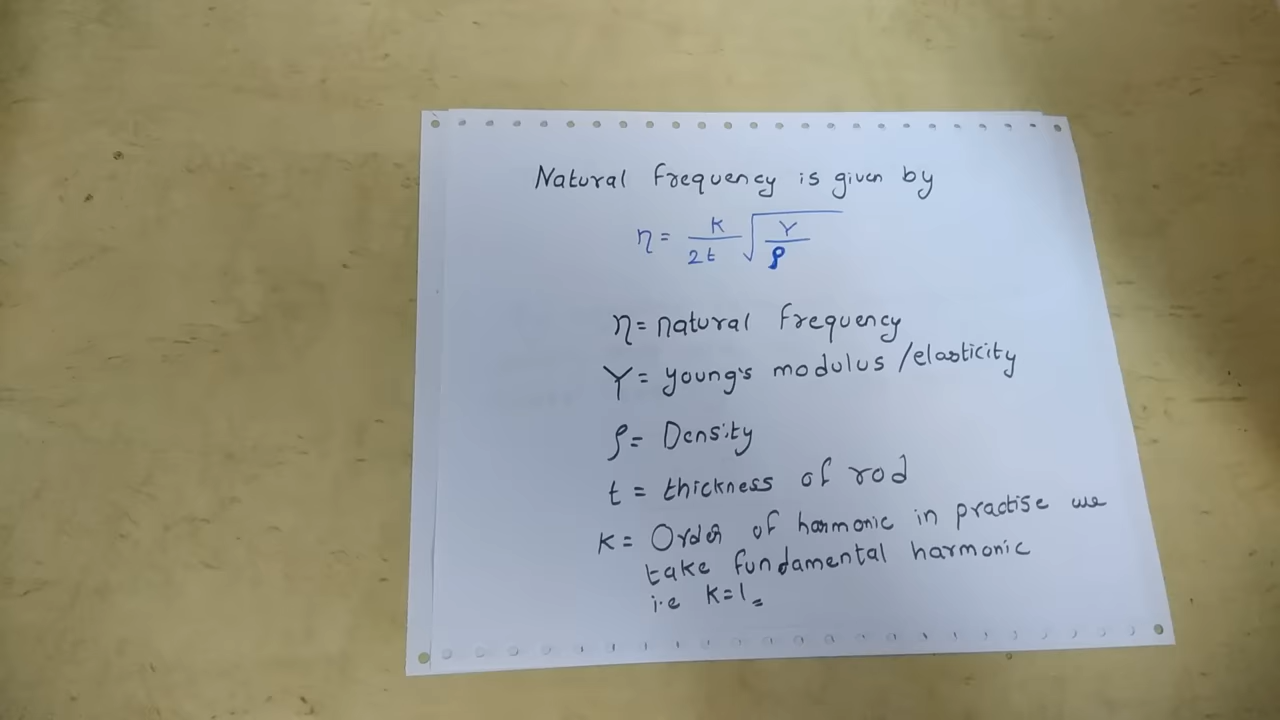 Natural frequency is given by
η = K/2t √Y/ρ
η = natural frequency
Y = young's modulus /elasticity
ρ = Density
t = thickness of rod
K = Order of harmonic in practise we
take fundamental harmonic
i.e K=1